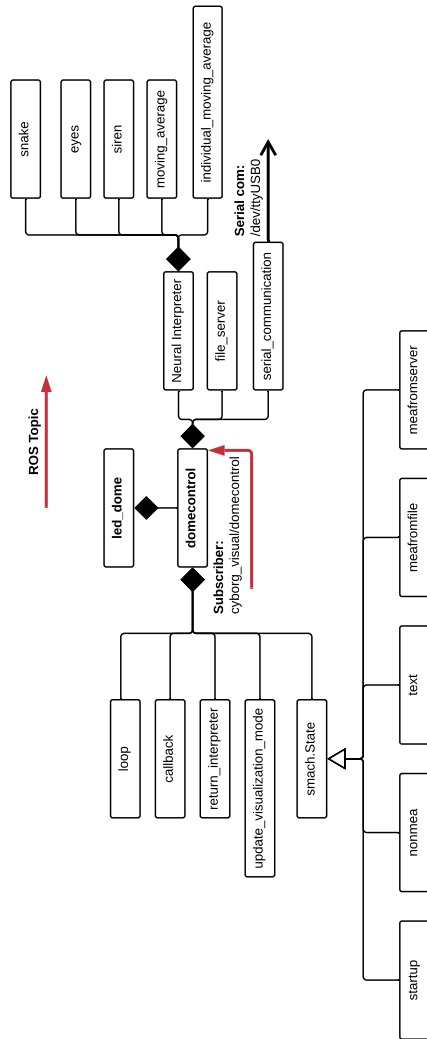 ROS Topic
led_dome
domecontrol
Subscriber:
cyborg_visual/domecontrol
loop
callback
return_interpreter
update_visualization_mode
smach.State
Neural Interpreter
file_server
serial_communication
Serial com:
/dev/ttyUSB0
snake
eyes
siren
moving_average
individual_moving_average
startup
nonmea
text
meafromfile
meafromserver